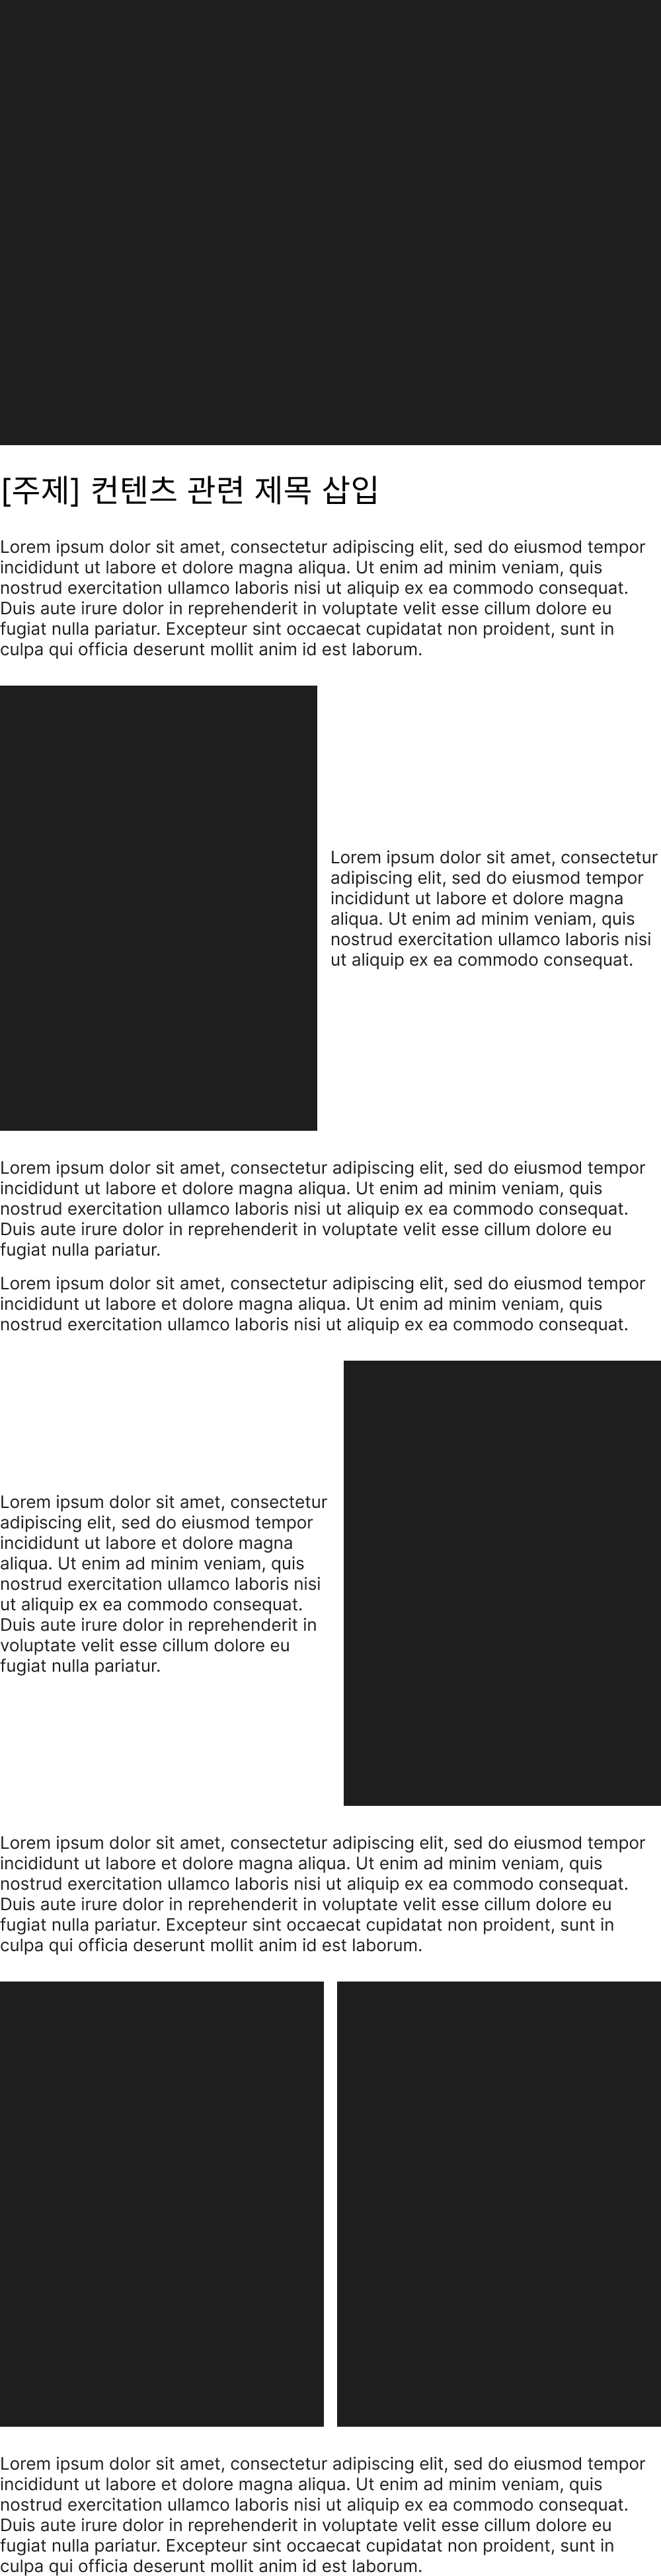 [주제] 컨텐츠 관련 제목 삽입
Lorem ipsum dolor sit amet, consectetur adipiscing elit, sed do eiusmod tempor
incididunt ut labore et dolore magna aliqua. Ut enim ad minim veniam, quis
nostrud exercitation ullamco laboris nisi ut aliquip ex ea commodo consequat.
Duis aute irure dolor in reprehenderit in voluptate velit esse cillum dolore eu
fugiat nulla pariatur. Excepteur sint occaecat cupidatat non proident, sunt in
culpa qui officia deserunt mollit anim id est laborum.
Lorem ipsum dolor sit amet, consectetur
adipiscing elit, sed do eiusmod tempor
incididunt ut labore et dolore magna
aliqua. Ut enim ad minim veniam, quis
nostrud exercitation ullamco laboris nisi
ut aliquip ex ea commodo consequat.
Lorem ipsum dolor sit amet, consectetur adipiscing elit, sed do eiusmod tempor
incididunt ut labore et dolore magna aliqua. Ut enim ad minim veniam, quis
nostrud exercitation ullamco laboris nisi ut aliquip ex ea commodo consequat.
Duis aute irure dolor in reprehenderit in voluptate velit esse cillum dolore eu
fugiat nulla pariatur.
Lorem ipsum dolor sit amet, consectetur adipiscing elit, sed do eiusmod tempor
incididunt ut labore et dolore magna aliqua. Ut enim ad minim veniam, quis
nostrud exercitation ullamco laboris nisi ut aliquip ex ea commodo consequat.
Lorem ipsum dolor sit amet, consectetur
adipiscing elit, sed do eiusmod tempor
incididunt ut labore et dolore magna
aliqua. Ut enim ad minim veniam, quis
nostrud exercitation ullamco laboris nisi
ut aliquip ex ea commodo consequat.
Duis aute irure dolor in reprehenderit in
voluptate velit esse cillum dolore eu
fugiat nulla pariatur.
Lorem ipsum dolor sit amet, consectetur adipiscing elit, sed do eiusmod tempor
incididunt ut labore et dolore magna aliqua. Ut enim ad minim veniam, quis
nostrud exercitation ullamco laboris nisi ut aliquip ex ea commodo consequat.
Duis aute irure dolor in reprehenderit in voluptate velit esse cillum dolore eu
fugiat nulla pariatur. Excepteur sint occaecat cupidatat non proident, sunt in
culpa qui officia deserunt mollit anim id est laborum.
Lorem ipsum dolor sit amet, consectetur adipiscing elit, sed do eiusmod tempor
incididunt ut labore et dolore magna aliqua. Ut enim ad minim veniam, quis
nostrud exercitation ullamco laboris nisi ut aliquip ex ea commodo consequat.
Duis aute irure dolor in reprehenderit in voluptate velit esse cillum dolore eu
fugiat nulla pariatur. Excepteur sint occaecat cupidatat non proident, sunt in
culpa qui officia deserunt mollit anim id est laborum.